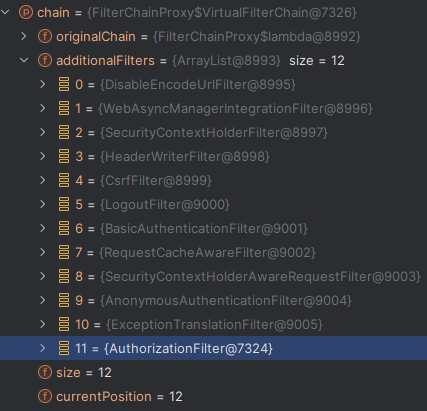 p chain = {FilterChainProxy$VirtualFilterChain@7326}
f originalChain = {FilterChainProxy$lambda@8992}
f additionalFilters = {ArrayList@8993} size = 12
0 = {DisableEncodeUrlFilter@8995}
1 = {WebAsyncManagerIntegrationFilter@8996}
2 = {SecurityContextHolderFilter@8997}
3 = {HeaderWriterFilter@8998}
4 = {CsrfFilter@8999}
5 = {LogoutFilter@9000}
6 = {BasicAuthenticationFilter@9001}
7 = {RequestCacheAwareFilter@9002}
8 = {SecurityContextHolderAwareRequestFilter@9003}
9 = {AnonymousAuthenticationFilter@9004}
10 = {ExceptionTranslationFilter@9005}
11 = {AuthorizationFilter@7324}
f size = 12
f currentPosition = 12